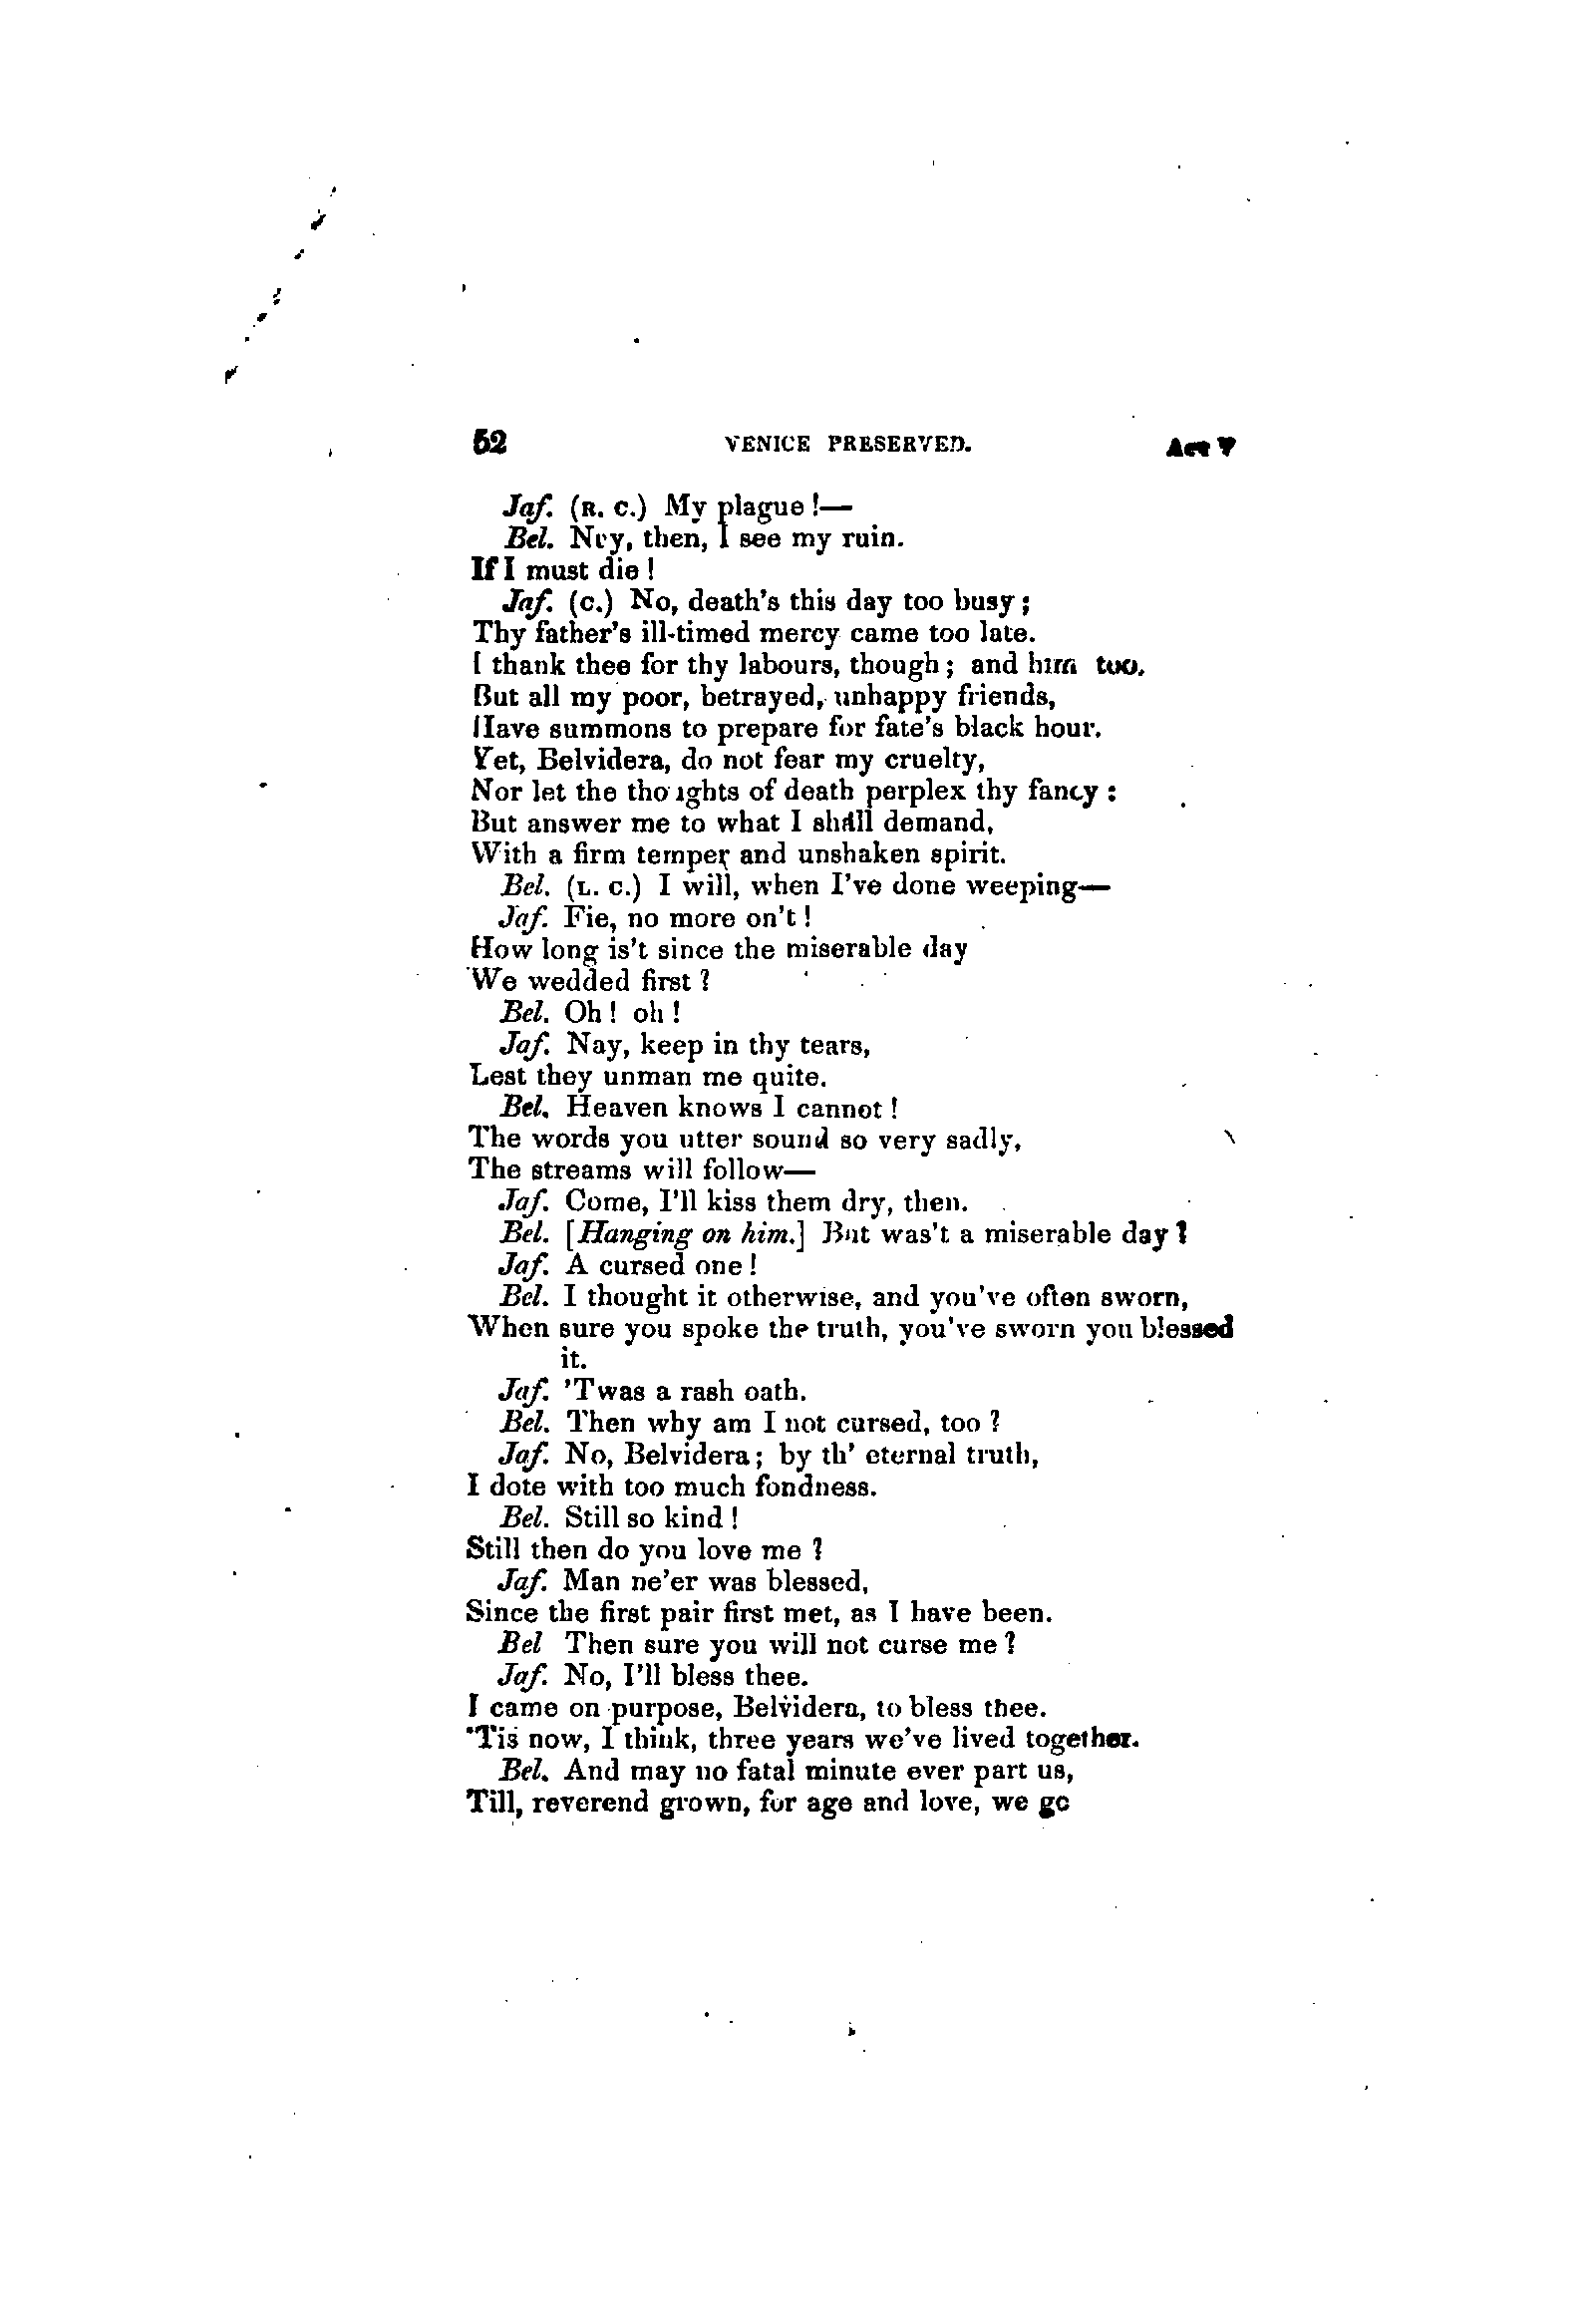 52 VENICE PRESERVED. Act V
Jaf. (R. C.) My plague!—
Bel. Nay, then, I see my ruin.
If I must die!
Jaf. (C.) No, death's this day too busy;
Thy father's ill-timed mercy came too late.
I thank thee for thy labours, though; and him too.
But all my poor, betrayed, unhappy friends,
Have summons to prepare for fate's black hour.
Yet, Belvidera, do not fear my cruelty,
Nor let the thoughts of death perplex thy fancy:
But answer me to what I shall demand,
With a firm temper and unshaken spirit.
Bel. (L. C.) I will, when I've done weeping—
Jaf. Fie, no more on't!
How long is't since the miserable day
We wedded first?
Bel. Oh! oh!
Jaf. Nay, keep in thy tears,
Lest they unman me quite.
Bel. Heaven knows I cannot!
The words you utter sound so very sadly,
The streams will follow—
Jaf. Come, I'll kiss them dry, then.
Bel. [Hanging on him.] But was't a miserable day?
Jaf. A cursed one!
Bel. I thought it otherwise, and you've often sworn,
When sure you spoke the truth, you've sworn you blessed
it.
Jaf. 'Twas a rash oath.
Bel. Then why am I not cursed, too?
Jaf. No, Belvidera; by th' eternal truth,
I dote with too much fondness.
Bel. Still so kind!
Still then do you love me?
Jaf. Man ne'er was blessed,
Since the first pair first met, as I have been.
Bel Then sure you will not curse me?
Jaf. No, I'll bless thee.
I came on purpose, Belvidera, to bless thee.
'Tis now, I think, three years we've lived together.
Bel. And may no fatal minute ever part us,
Till, reverend grown, for age and love, we go